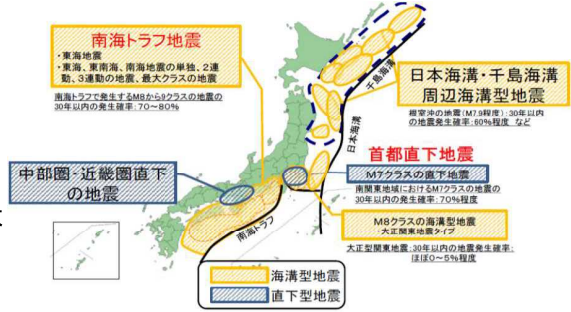 南海トラフ地震
・東海地震
・東海、東南海、南海地震の単独、2連
動、3連動の地震、最大クラスの地震
南海トラフで発生するM8から9クラスの地震の
30年以内の発生確率：70～80％
千島海溝
日本海溝・千島海溝
周辺海溝型地震
根室沖の地震(M7.9程度)：30年以内
の地震発生確率：60％程度 など
日本海溝
首都直下地震
M7クラスの直下地震
南関東地域におけるM7クラスの地震の
30年以内の発生確率：70％程度
中部圏・近畿圏直下
の地震
M8クラスの海溝型地震
大正関東地震タイプ
大正型関東地震：30年以内の地震発生確率：
ほぼ0～5％程度
南海トラフ
海溝型地震
直下型地震